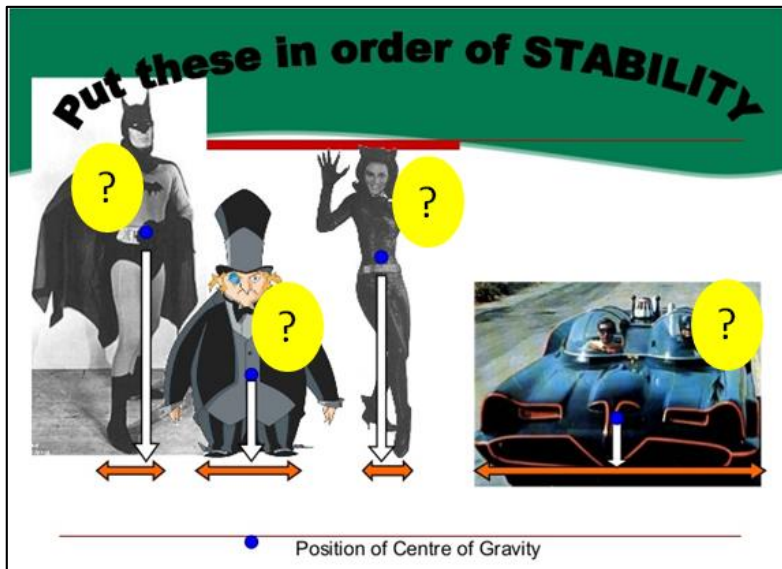 Put these in order of STABILITY
?
?
?
?
Position of Centre of Gravity